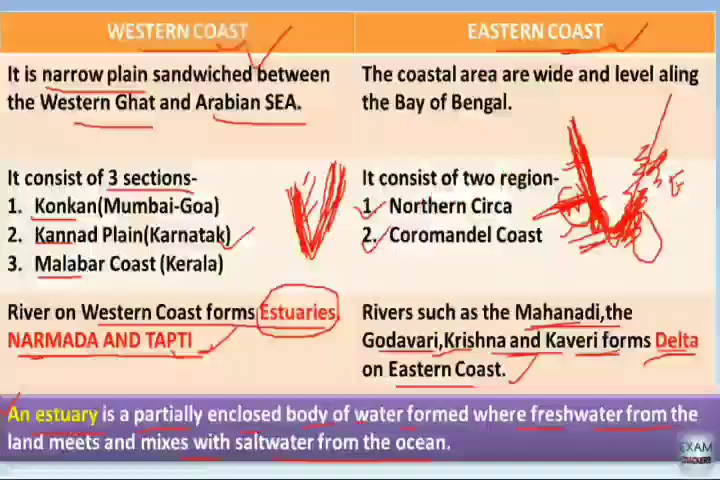 WESTERN COAST
EASTERN COAST
It is narrow plain sandwiched between
the Western Ghat and Arabian SEA.
The coastal area are wide and level aling
the Bay of Bengal.
It consist of 3 sections-
1. Konkan(Mumbai-Goa)
2. Kannad Plain(Karnatak)
3. Malabar Coast (Kerala)
It consist of two region-
1. Northern Circa
2. Coromandel Coast
River on Western Coast forms Estuaries,
NARMADA AND TAPTI
Rivers such as the Mahanadi,the
Godavari,Krishna and Kaveri forms Delta
on Eastern Coast.
An estuary is a partially enclosed body of water formed where freshwater from the
land meets and mixes with saltwater from the ocean.
EXAM